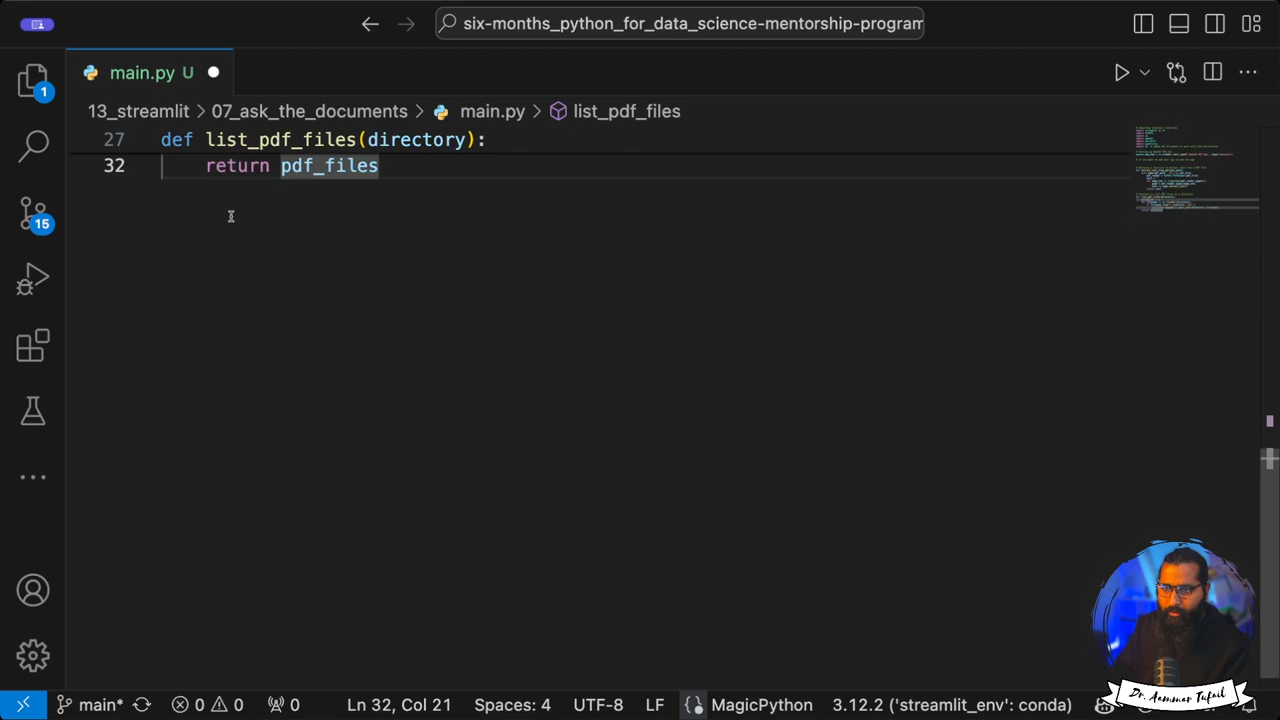 six-months_python_for_data_science-mentorship-program
main.py U
13_streamlit > 07_ask_the_documents > main.py > list_pdf_files
27 def list_pdf_files(directory):
32 return pdf_files
1
15
main* 0 0 0 Ln 32, Col 21 Spaces: 4 UTF-8 LF {} MagicPython 3.12.2 ('streamlit_env': conda)
Dr. Aammar Tufail